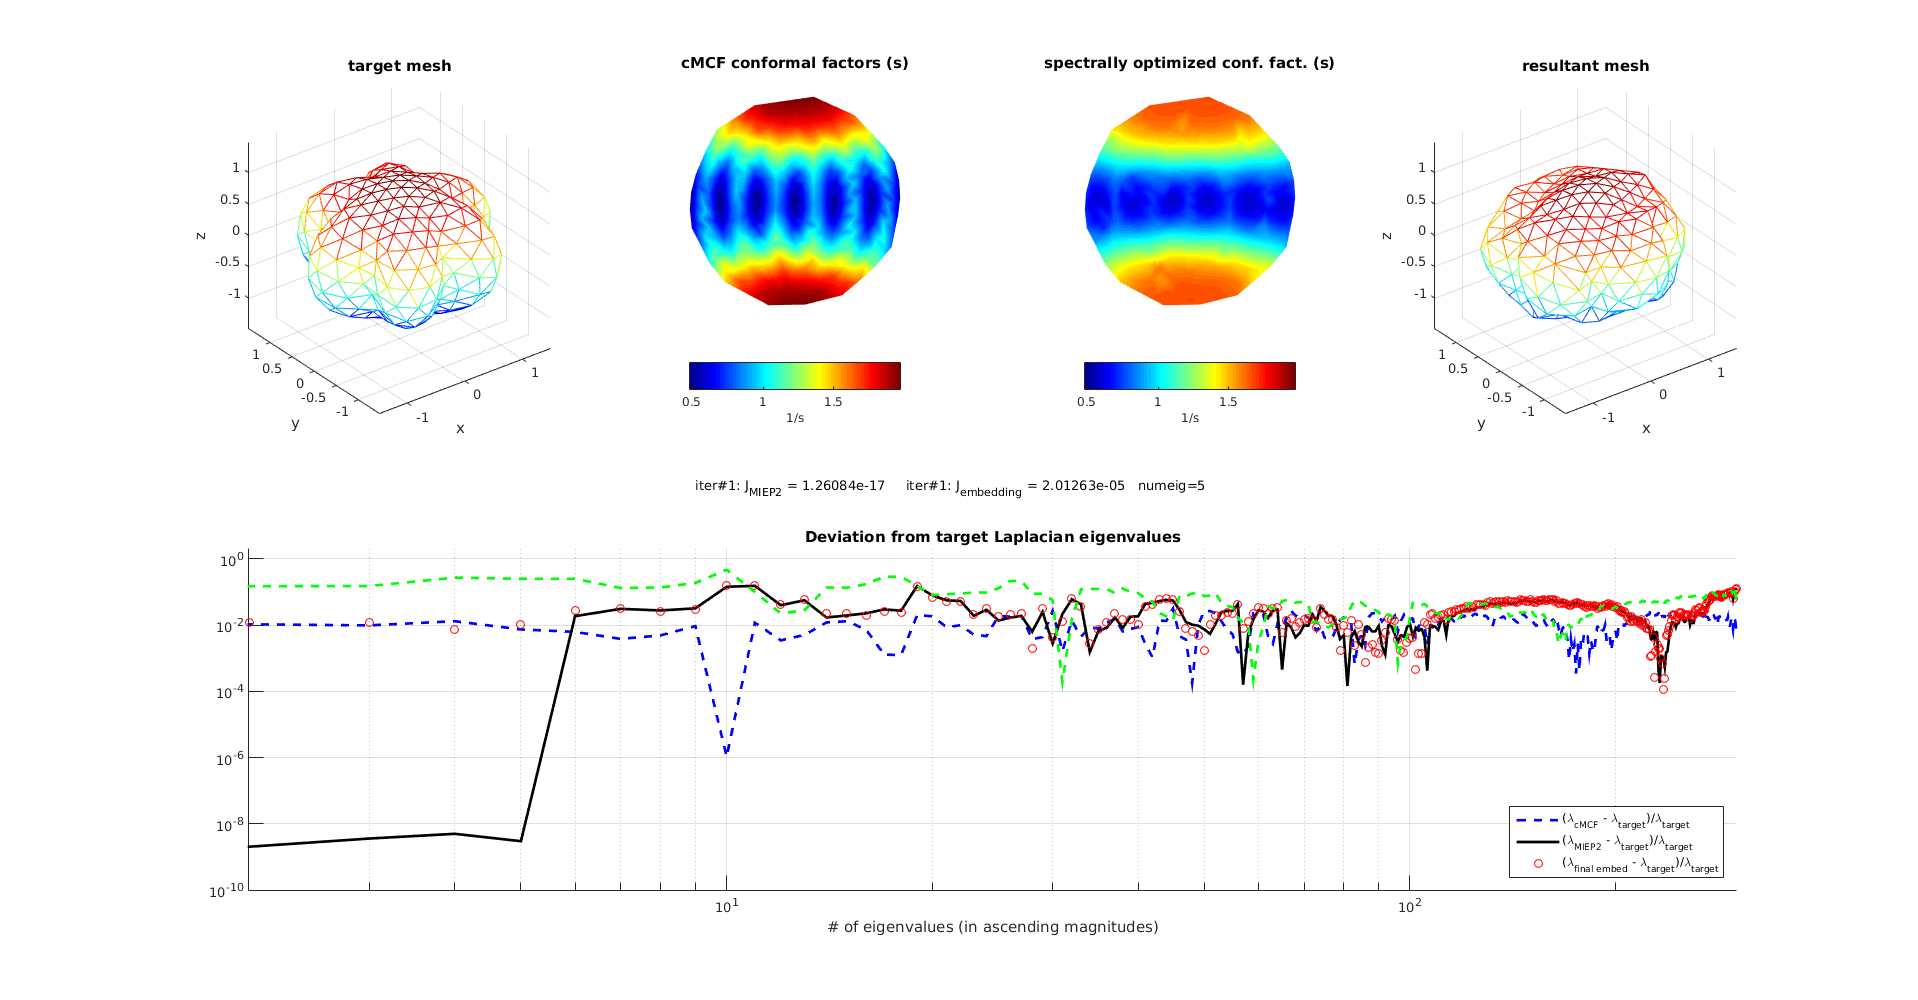 target mesh
cMCF conformal factors (s)
spectrally optimized conf. fact. (s)
resultant mesh
1
0.5
0
-0.5
-1
z
1
0.5
0
-0.5
-1
y
-1
0
1
x
0.5 1 1.5
1/s
0.5 1 1.5
1/s
1
0.5
0
-0.5
-1
z
1
0.5
0
-0.5
-1
y
-1
0
1
x
iter#1: J_MIEP2 = 1.26084e-17 iter#1: J_embedding = 2.01263e-05 numeig=5
Deviation from target Laplacian eigenvalues
10^0
10^-2
10^-4
10^-6
10^-8
10^-10
10^1 10^2
# of eigenvalues (in ascending magnitudes)
(λ_cMCF - λ_target)/λ_target
(λ_MIEP2 - λ_target)/λ_target
(λ_final embed - λ_target)/λ_target